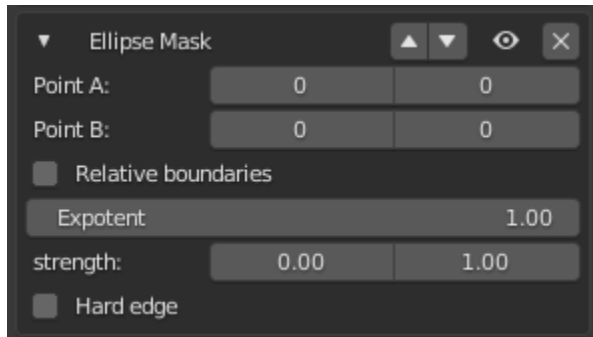 Ellipse Mask
Point A: 0 0
Point B: 0 0
Relative boundaries
Expotent 1.00
strength: 0.00 1.00
Hard edge